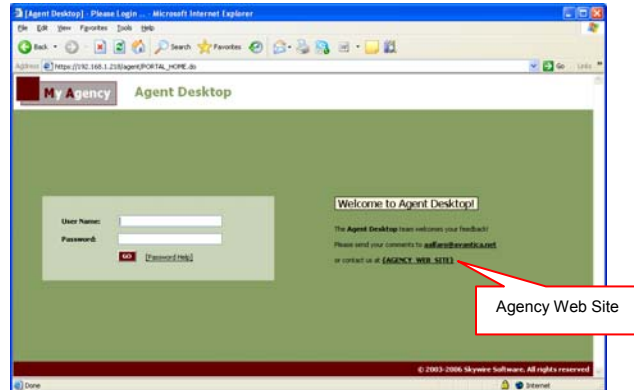 [Agent Desktop] - Please Login ... - Microsoft Internet Explorer
File Edit View Favorites Tools Help
Back Search Favorites
Address https://192.168.1.218/agent/PORTAL_HOME.do Go Links »
My Agency Agent Desktop
Welcome to Agent Desktop!
User Name:
The Agent Desktop team welcomes your feedback!
Password:
Please send your comments to aalfaro@avantica.net
GO [Password Help]
or contact us at {AGENCY_WEB_SITE}
Agency Web Site
© 2003-2006 Skywire Software, All rights reserved
Done Internet